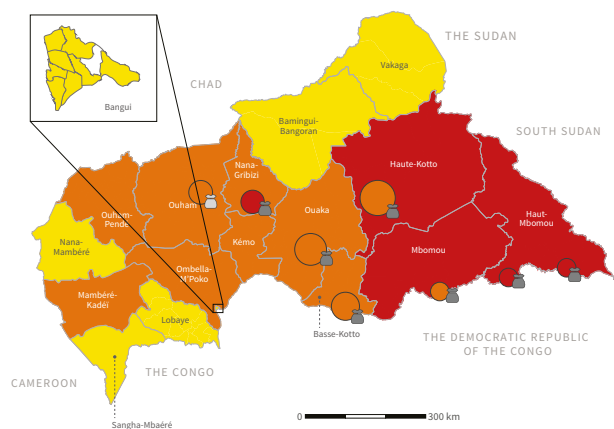 THE SUDAN
Vakaga
CHAD
Bangui
Bamingui-
Bangoran
SOUTH SUDAN
Nana-
Gribizi
Haute-Kotto
Ouham
Ouaka
Ouham-
Pendé
Haut-
Mbomou
Nana-
Mambéré
Kémo
Mbomou
Ombella-
M'Poko
Mambéré-
Kadéï
Lobaye
Basse-Kotto
THE DEMOCRATIC REPUBLIC
OF THE CONGO
THE CONGO
CAMEROON
0
300 km
Sangha-Mbaéré